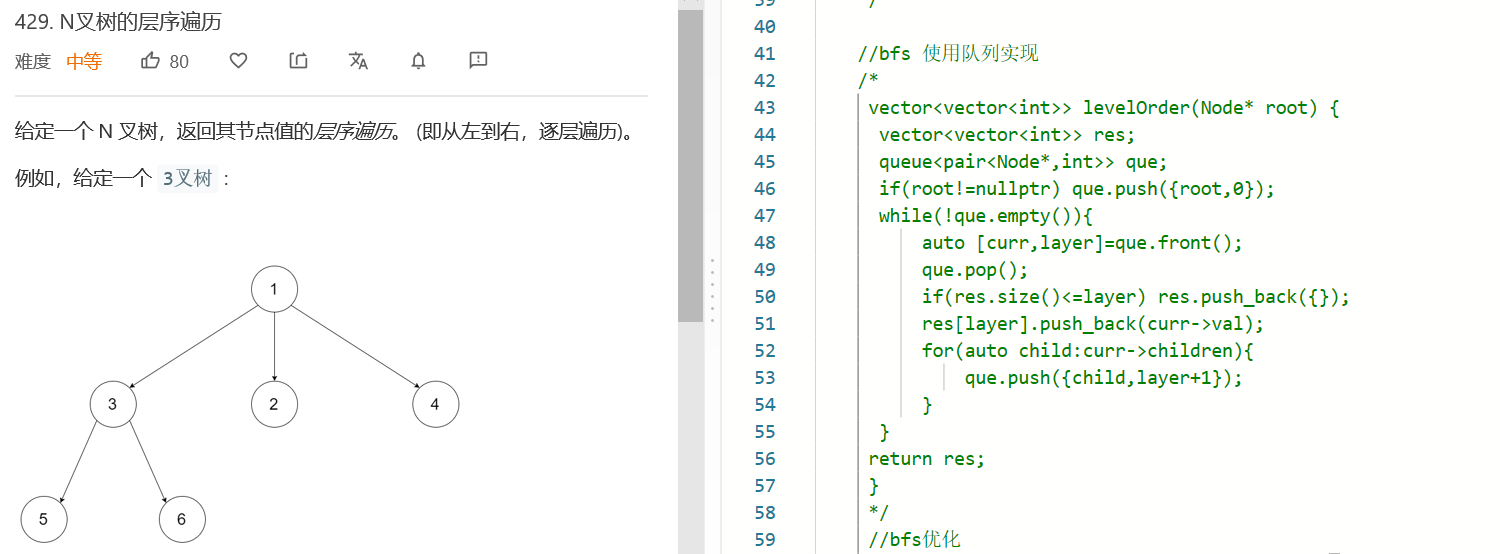 429. N叉树的层序遍历
难度 中等 80
给定一个 N 叉树，返回其节点值的层序遍历。 (即从左到右，逐层遍历)。
例如，给定一个 3叉树 :
1
3 2 4
5 6
39 /
40
41 //bfs 使用队列实现
42 /*
43 vector<vector<int>> levelOrder(Node* root) {
44 vector<vector<int>> res;
45 queue<pair<Node*,int>> que;
46 if(root!=nullptr) que.push({root,0});
47 while(!que.empty()){
48 auto [curr,layer]=que.front();
49 que.pop();
50 if(res.size()<=layer) res.push_back({});
51 res[layer].push_back(curr->val);
52 for(auto child:curr->children){
53 que.push({child,layer+1});
54 }
55 }
56 return res;
57 }
58 */
59 //bfs优化